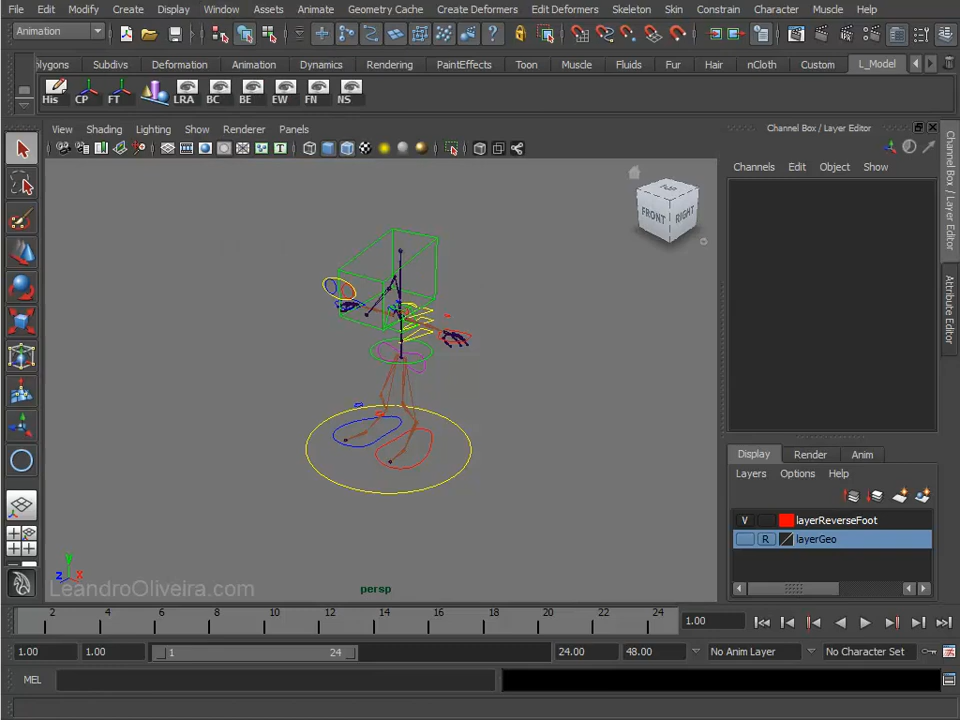 File Edit Modify Create Display Window Assets Animate Geometry Cache Create Deformers Edit Deformers Skeleton Skin Constrain Character Muscle Help
Animation
olygons Subdivs Deformation Animation Dynamics Rendering PaintEffects Toon Muscle Fluids Fur Hair nCloth Custom L_Model
His CP FT LRA BC BE EW FN NS
View Shading Lighting Show Renderer Panels
Channel Box / Layer Editor
Channels Edit Object Show
FRONT RIGHT
Channel Box / Layer Editor
Attribute Editor
Display Render Anim
Layers Options Help
V layerReverseFoot
R layerGeo
y
z x
LeandroOliveira.com
persp
2 4 6 8 10 12 14 16 18 20 22 24
1.00
1.00 1.00 1 24 24.00 48.00 No Anim Layer No Character Set
MEL